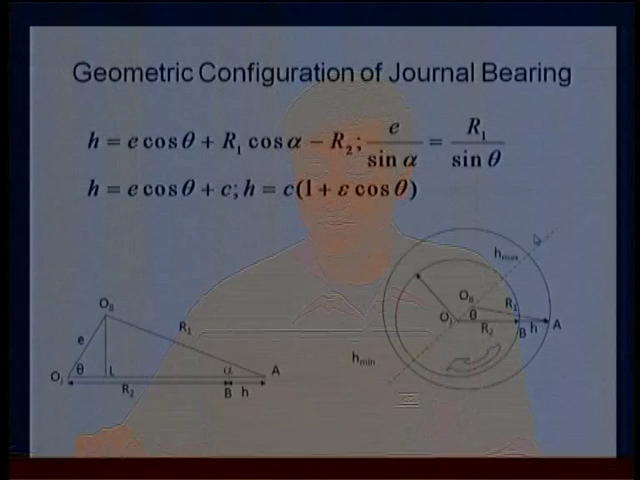 Geometric Configuration of Journal Bearing
h = e cos θ + R₁ cos α − R₂; e / sin α = R₁ / sin θ
h = e cos θ + c; h = c(1 + ε cos θ)
O_B
e
R₁
O_J θ L α A
R₂ B h
h_max
O_B R₁
O_J θ A
R₂ B h
h_min